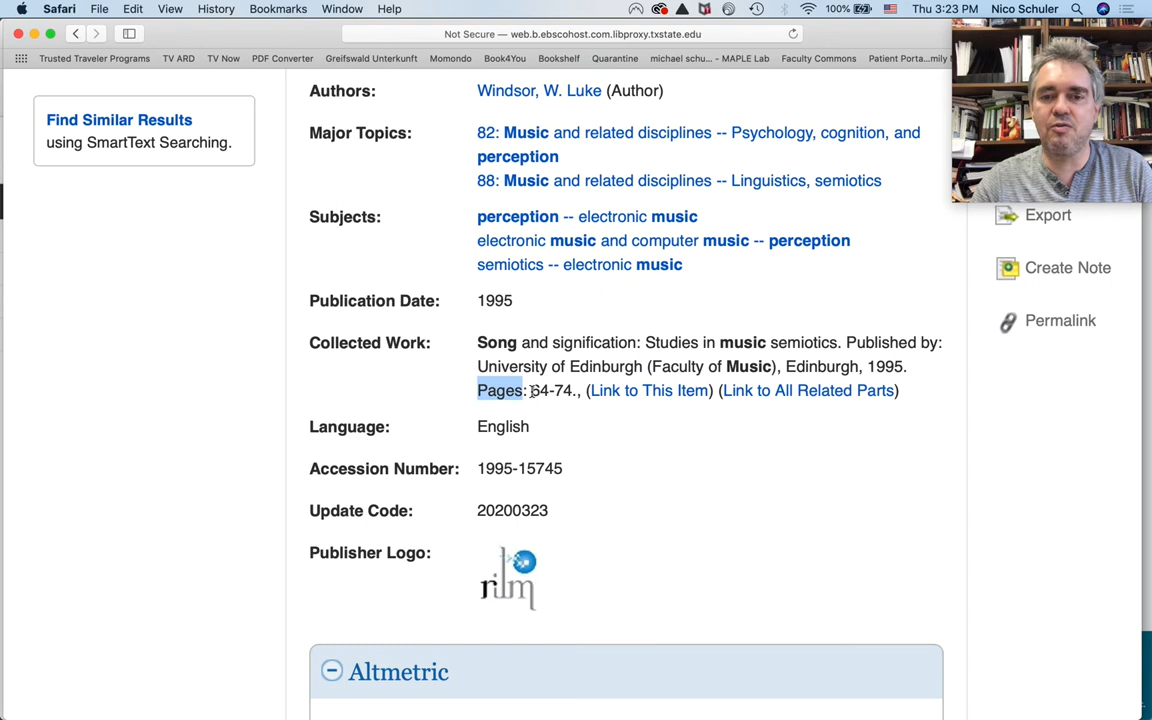 Safari File Edit View History Bookmarks Window Help 100% Thu 3:23 PM Nico Schuler
Not Secure — web.b.ebscohost.com.libproxy.txstate.edu
Trusted Traveler Programs TV ARD TV Now PDF Converter Greifswald Unterkunft Momondo Book4You Bookshelf Quarantine michael schu... - MAPLE Lab Faculty Commons Patient Porta...mily
Find Similar Results
using SmartText Searching.
Authors: Windsor, W. Luke (Author)
Major Topics: 82: Music and related disciplines -- Psychology, cognition, and
perception
88: Music and related disciplines -- Linguistics, semiotics
Subjects: perception -- electronic music
electronic music and computer music -- perception
semiotics -- electronic music
Publication Date: 1995
Collected Work: Song and signification: Studies in music semiotics. Published by:
University of Edinburgh (Faculty of Music), Edinburgh, 1995.
Pages: 64-74., (Link to This Item) (Link to All Related Parts)
Language: English
Accession Number: 1995-15745
Update Code: 20200323
Publisher Logo:
rilm
Altmetric
Export
Create Note
Permalink